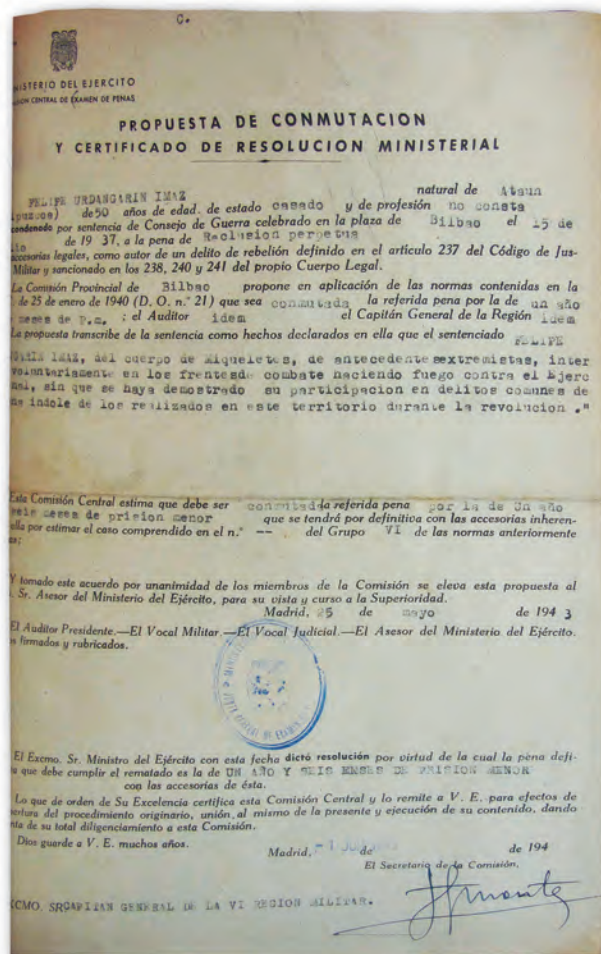 C.
NISTERIO DEL EJERCITO
SION CENTRAL DE EXAMEN DE PENAS
PROPUESTA DE CONMUTACION
Y CERTIFICADO DE RESOLUCION MINISTERIAL
FELIPE URDANGARIN IMAZ natural de Ataun
ipuzcoa) de 50 años de edad, de estado casado y de profesión no consta
condenado por sentencia de Consejo de Guerra celebrado en la plaza de Bilbao el 15 de
de 19 37, a la pena de Reclusion perpetua
accesorias legales, como autor de un delito de rebelión definido en el artículo 237 del Código de Jus-
Militar y sancionado en los 238, 240 y 241 del propio Cuerpo Legal.
La Comisión Provincial de Bilbao propone en aplicación de las normas contenidas en la
de 25 de enero de 1940 (D. O. n.º 21) que sea conmutada la referida pena por la de un año
meses de p.m. ; el Auditor idem el Capitán General de la Región idem
La propuesta transcribe de la sentencia como hechos declarados en ella que el sentenciado FELIPE
IMAZ, del cuerpo de Miqueletes, de antecedentes extremistas, inter
voluntariamente en los frentes de combate haciendo fuego contra el Ejerc
nal, sin que se haya demostrado su participacion en delitos comunes de
na indole de los realizados en este territorio durante la revolucion ."
Esta Comisión Central estima que debe ser conmutada la referida pena por la de Un año
seis meses de prision menor que se tendrá por definitiva con las accesorias inheren-
ella por estimar el caso comprendido en el n.º -- del Grupo VI de las normas anteriormente
as:
Y tomado este acuerdo por unanimidad de los miembros de la Comisión se eleva esta propuesta al
. Sr. Asesor del Ministerio del Ejército, para su vista y curso a la Superioridad.
Madrid, 25 de mayo de 194 3
El Auditor Presidente.—El Vocal Militar.—El Vocal Judicial.—El Asesor del Ministerio del Ejército.
s firmados y rubricados.
El Excmo. Sr. Ministro del Ejército con esta fecha dictó resolución por virtud de la cual la pena defi-
a que debe cumplir el rematado es la de UN AÑO Y SEIS MESES DE PRISION MENOR
con las accesorias de ésta.
Lo que de orden de Su Excelencia certifica esta Comisión Central y lo remite a V. E. para efectos de
ertura del procedimiento originario, unión al mismo de la presente y ejecución de su contenido, dando
nta de su total diligenciamiento a esta Comisión.
Dios guarde a V. E. muchos años.
Madrid, - 1 de de 194
El Secretario de la Comisión,
XCMO. SR CAPITAN GENERAL DE LA VI REGION MILITAR.